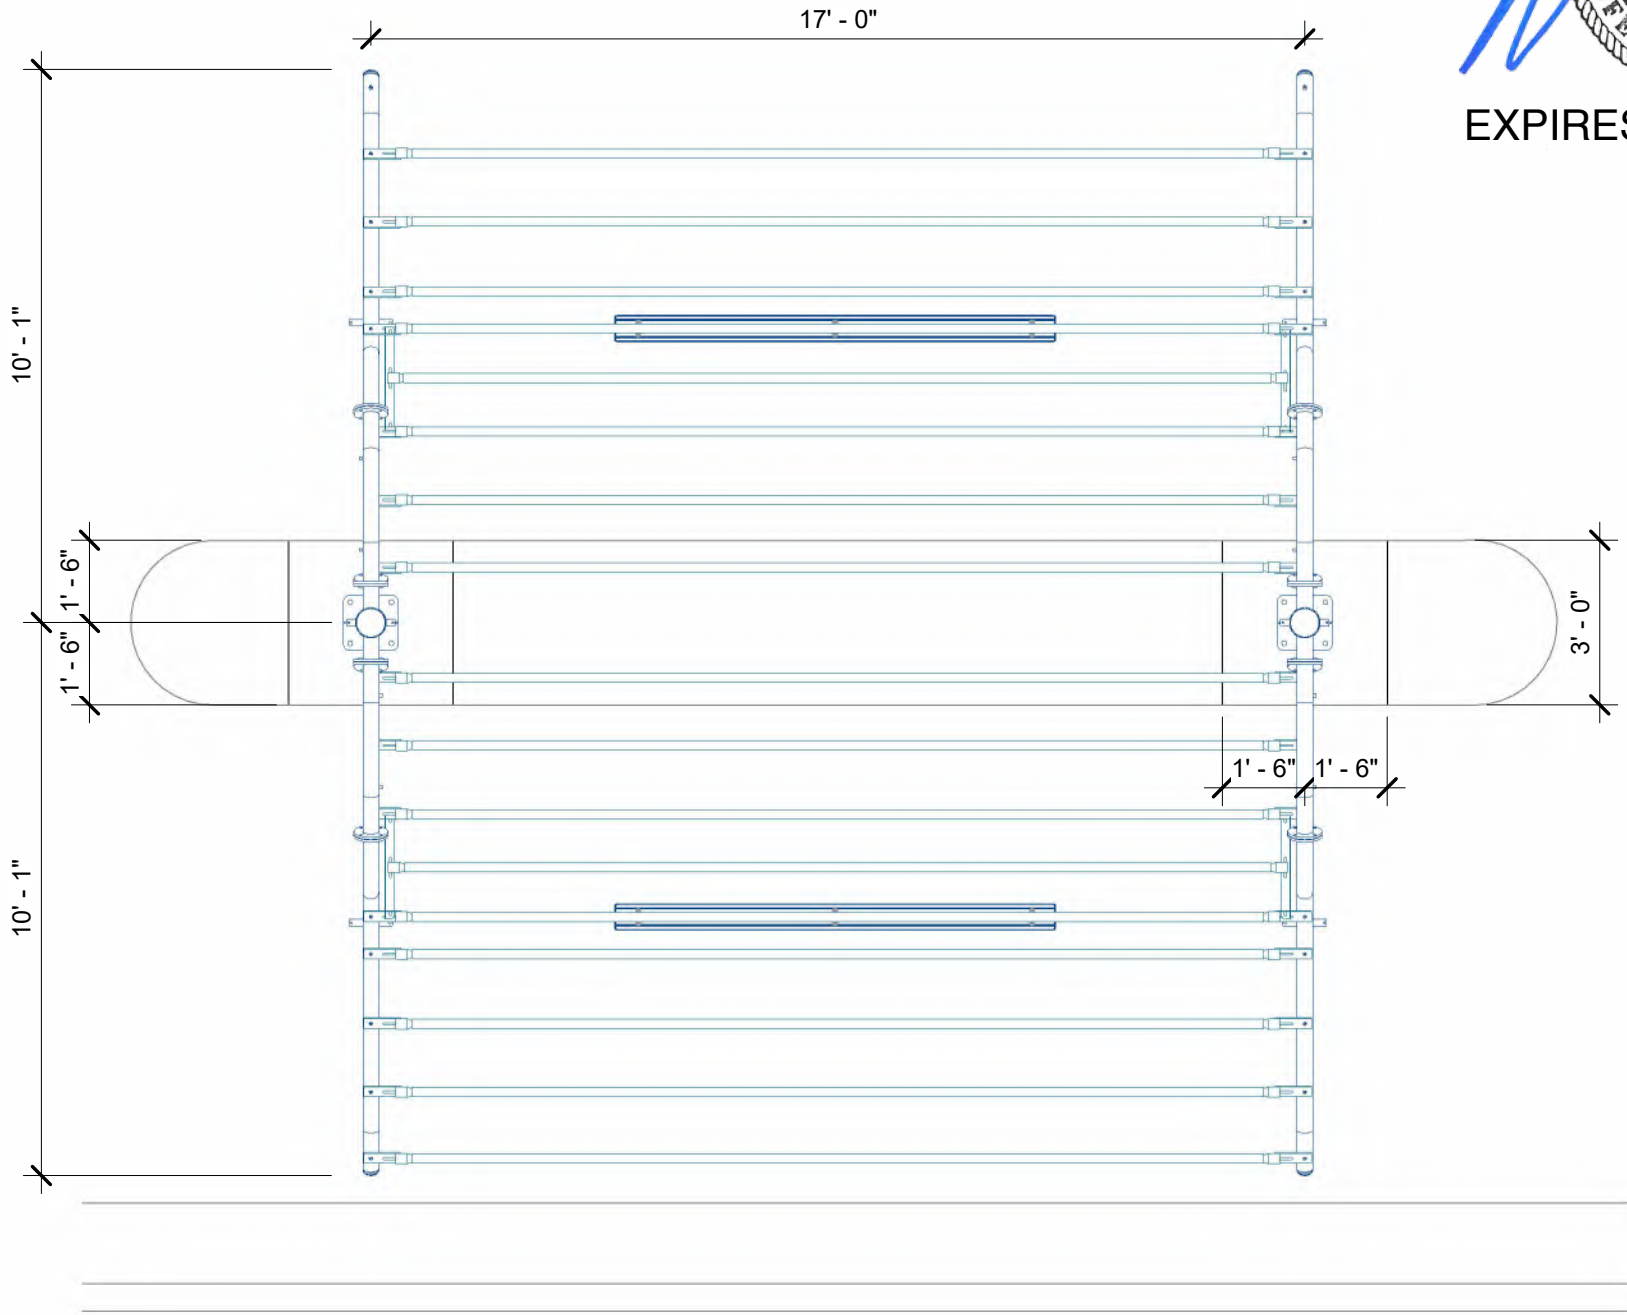 17' - 0"
EXPIRES
10' - 1"
1' - 6"
1' - 6"
3' - 0"
1' - 6" 1' - 6"
10' - 1"